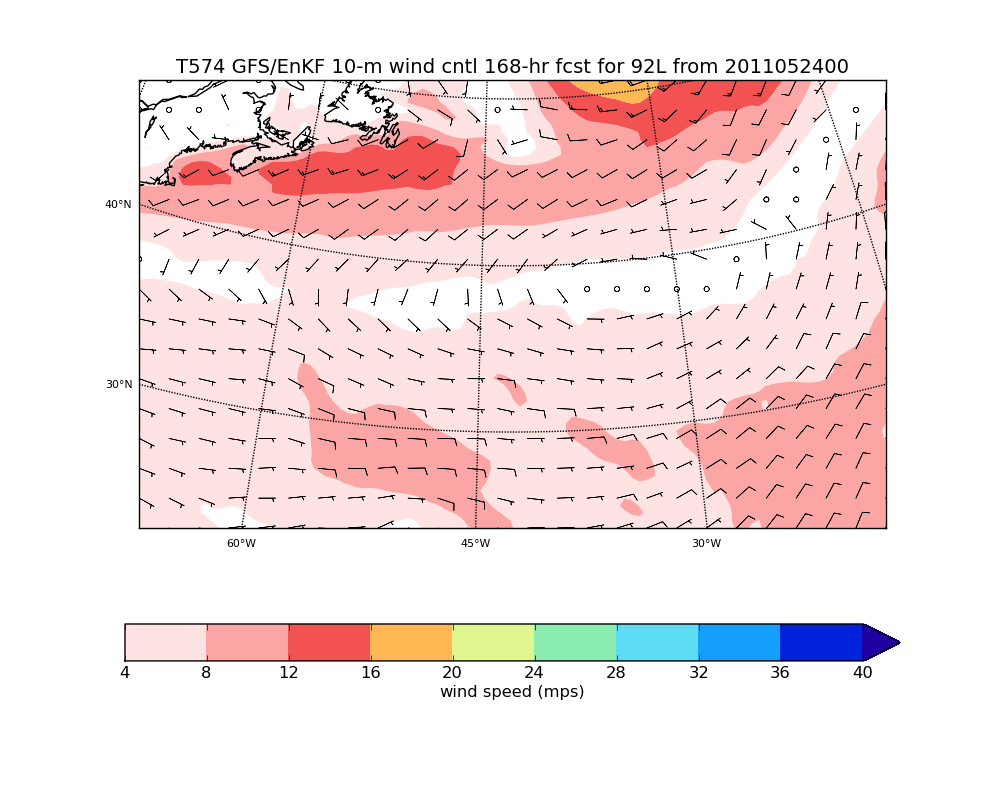 T574 GFS/EnKF 10-m wind cntl 168-hr fcst for 92L from 2011052400
40°N
30°N
60°W 45°W 30°W
4 8 12 16 20 24 28 32 36 40
wind speed (mps)